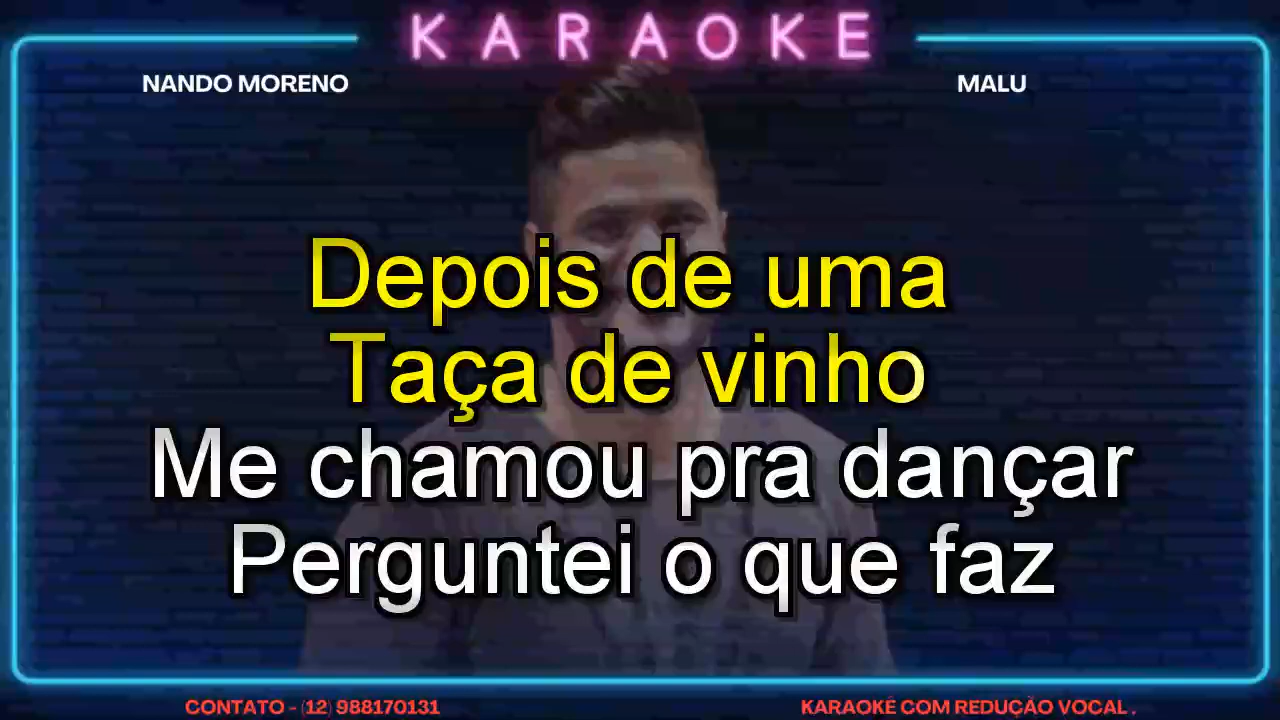 KARAOKE
NANDO MORENO
MALU
Depois de uma
Taça de vinho
Me chamou pra dançar
Perguntei o que faz
CONTATO - (12) 988170131
KARAOKÊ COM REDUÇÃO VOCAL .